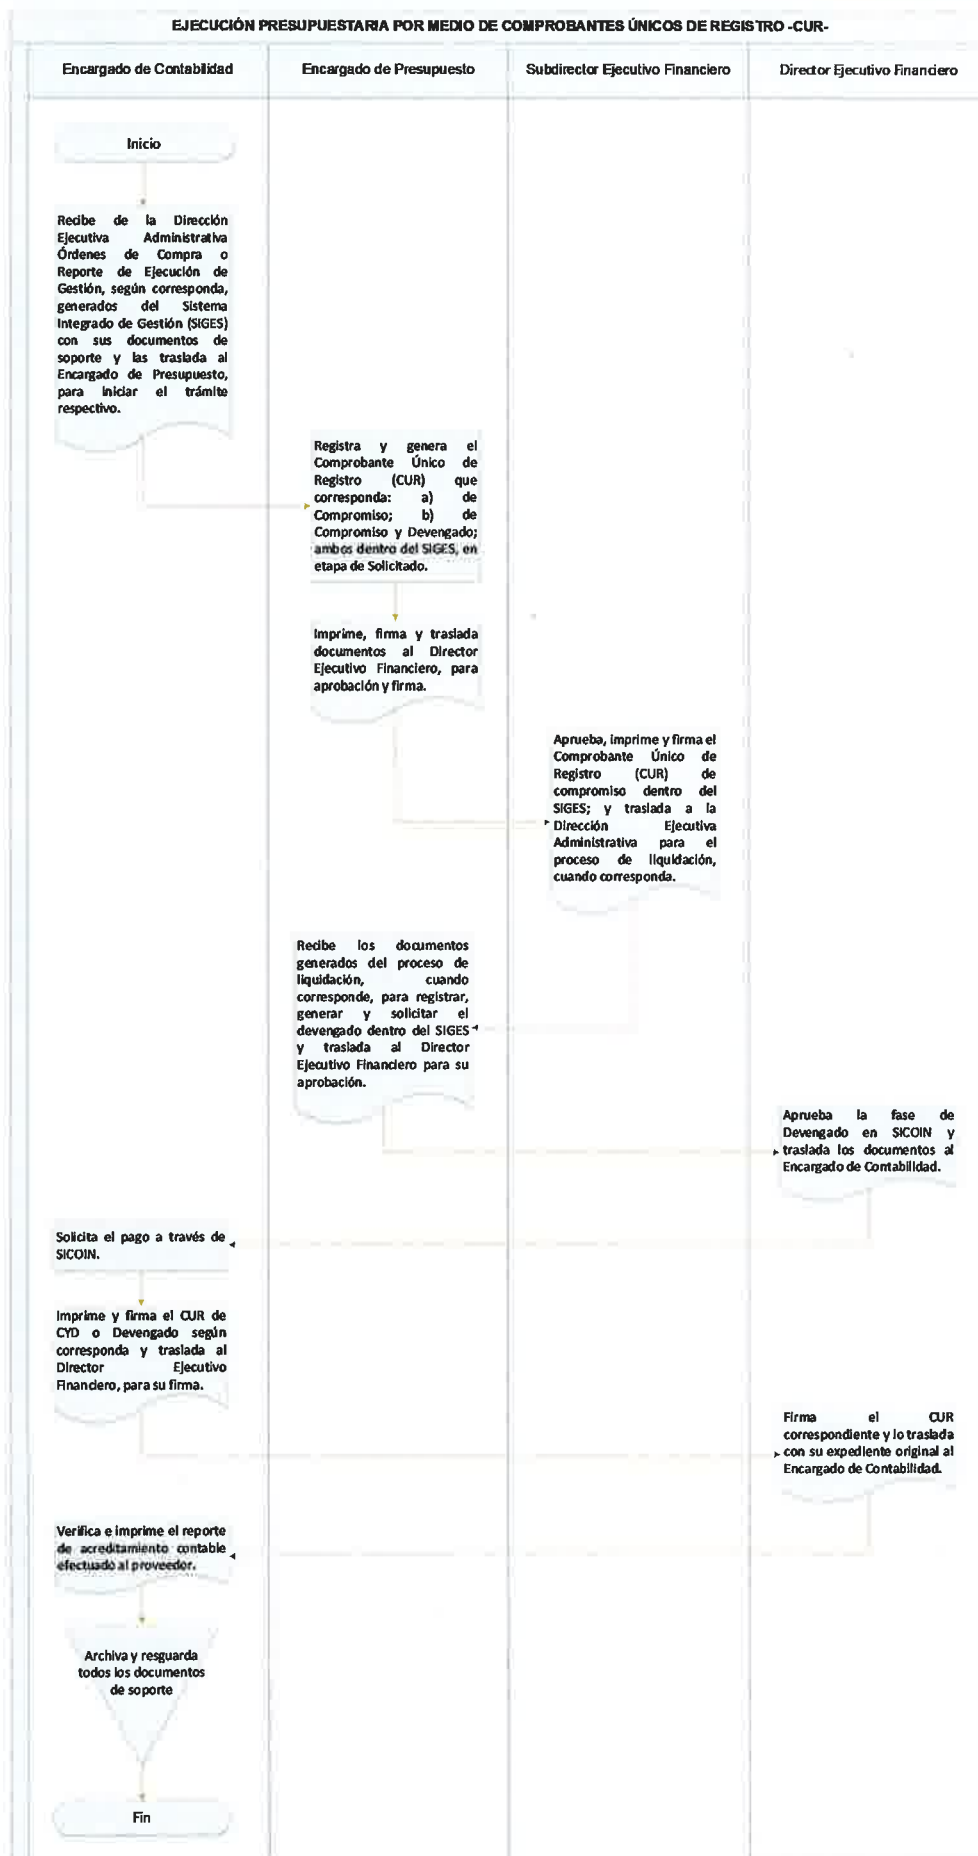 EJECUCIÓN PRESUPUESTARIA POR MEDIO DE COMPROBANTES ÚNICOS DE REGISTRO -CUR-
Encargado de Contabilidad
Encargado de Presupuesto
Subdirector Ejecutivo Financiero
Director Ejecutivo Financiero
Inicio
Recibe de la Dirección
Ejecutiva Administrativa
Órdenes de Compra o
Reporte de Ejecución de
Gestión, según corresponda,
generados del Sistema
Integrado de Gestión (SIGES)
con sus documentos de
soporte y las traslada al
Encargado de Presupuesto,
para iniciar el trámite
respectivo.
Registra y genera el
Comprobante Único de
Registro (CUR) que
corresponda: a) de
Compromiso; b) de
Compromiso y Devengado;
ambos dentro del SIGES, en
etapa de Solicitado.
Imprime, firma y traslada
documentos al Director
Ejecutivo Financiero, para
aprobación y firma.
Aprueba, imprime y firma el
Comprobante Único de
Registro (CUR) de
compromiso dentro del
SIGES; y traslada a la
Dirección Ejecutiva
Administrativa para el
proceso de liquidación,
cuando corresponda.
Recibe los documentos
generados del proceso de
liquidación, cuando
corresponde, para registrar,
generar y solicitar el
devengado dentro del SIGES
y traslada al Director
Ejecutivo Financiero para su
aprobación.
Aprueba la fase de
Devengado en SICOIN y
traslada los documentos al
Encargado de Contabilidad.
Solicita el pago a través de
SICOIN.
Imprime y firma el CUR de
CYD o Devengado según
corresponda y traslada al
Director Ejecutivo
Financiero, para su firma.
Firma el CUR
correspondiente y lo traslada
con su expediente original al
Encargado de Contabilidad.
Verifica e imprime el reporte
de acreditamiento contable
efectuado al proveedor.
Archiva y resguarda
todos los documentos
de soporte
Fin